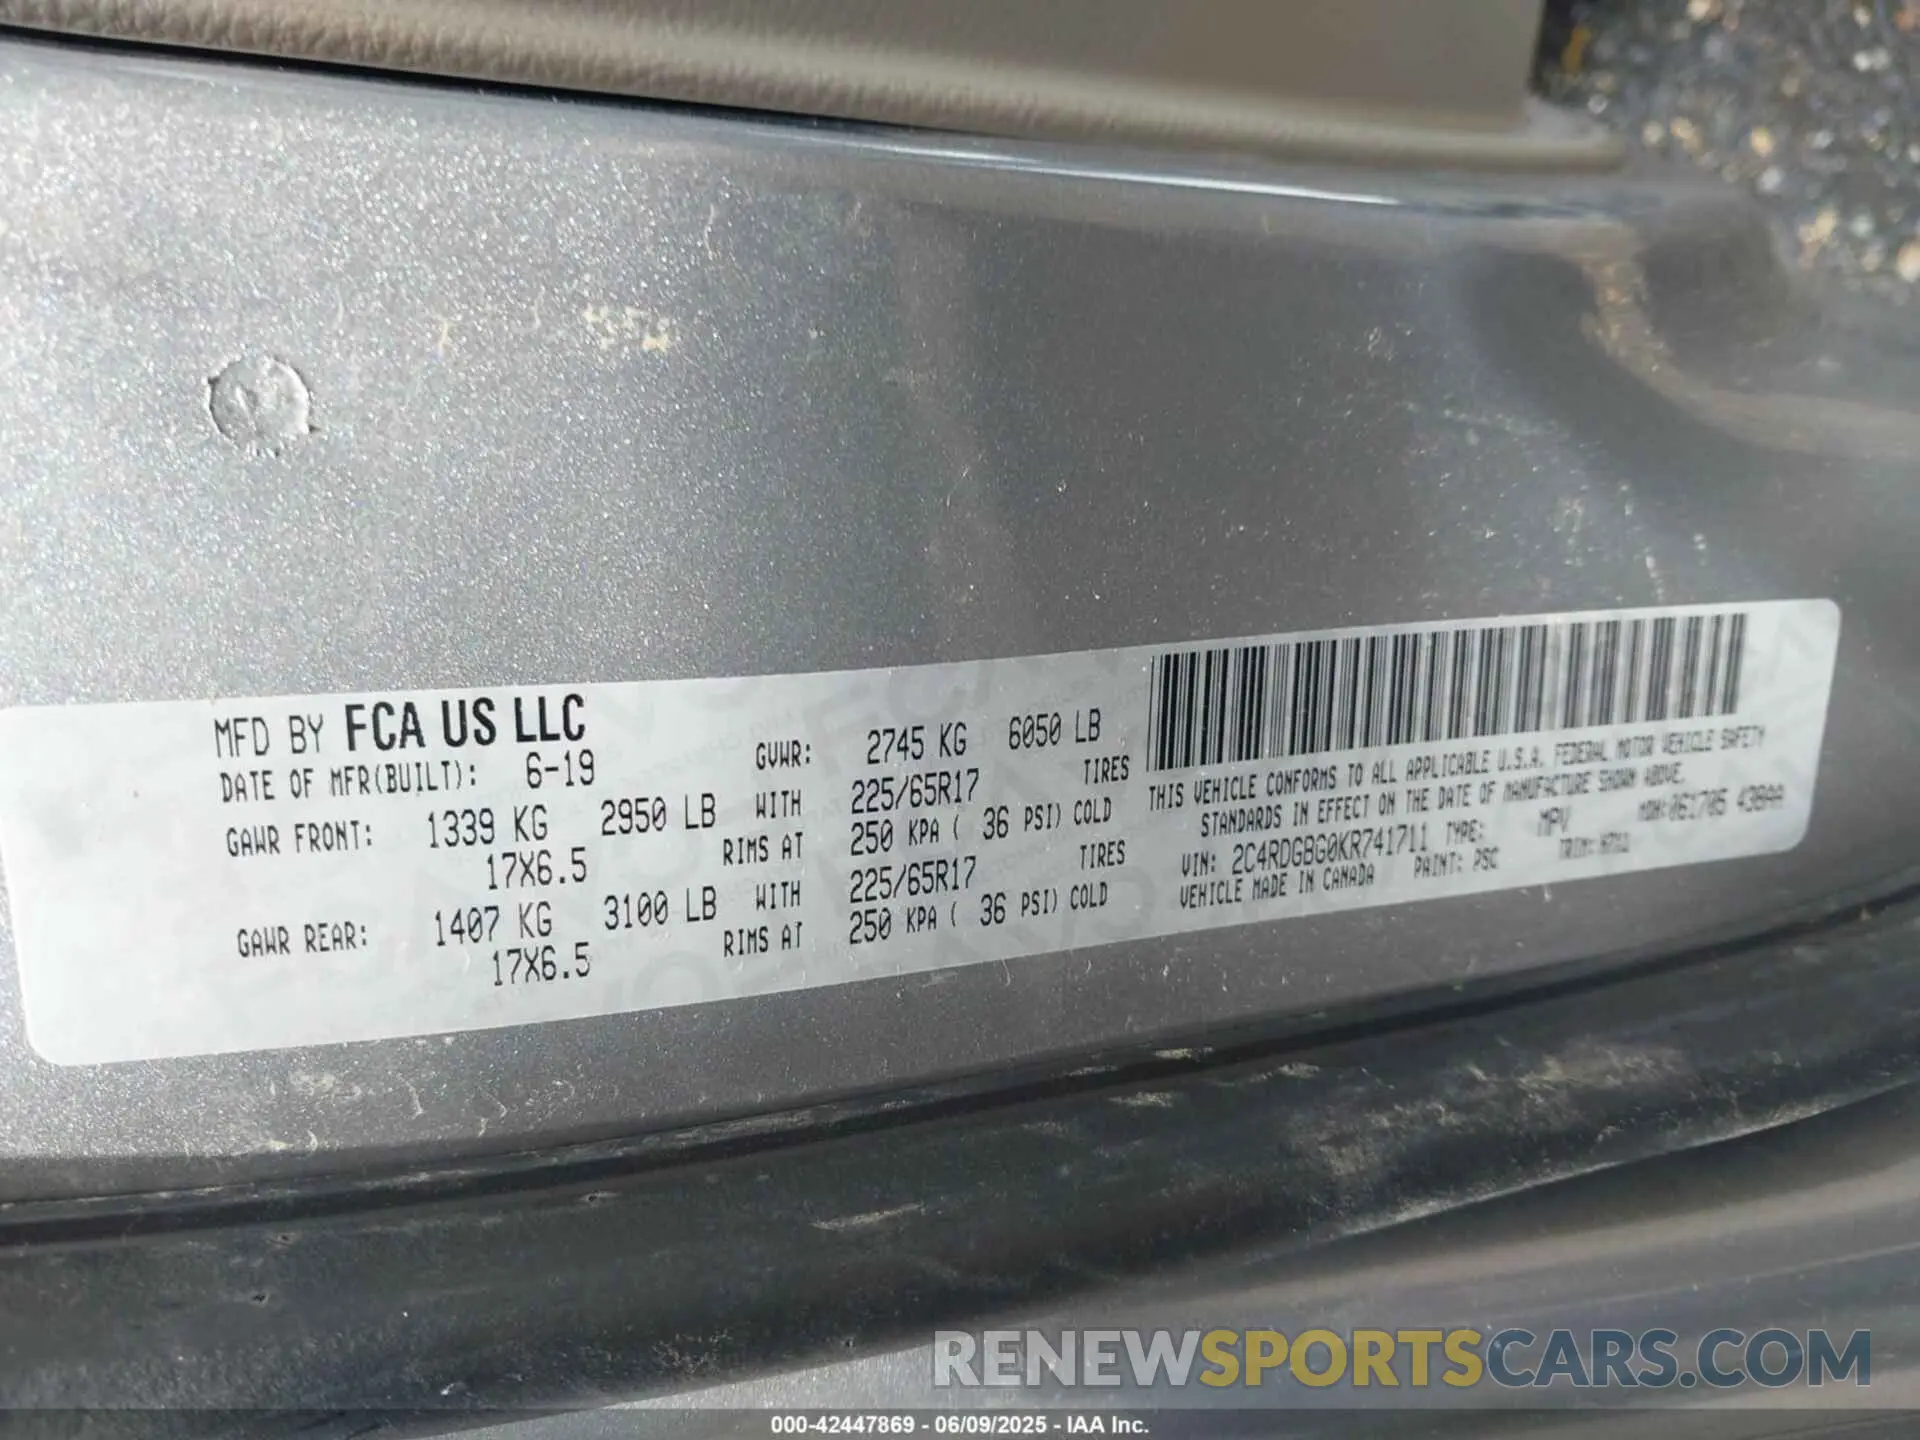 MFD BY FCA US LLC
DATE OF MFR(BUILT): 6-19
GVWR: 2745 KG 6050 LB
GAWR FRONT: 1339 KG 2950 LB WITH 225/65R17 TIRES
17X6.5 RIMS AT 250 KPA ( 36 PSI) COLD
GAWR REAR: 1407 KG 3100 LB WITH 225/65R17 TIRES
17X6.5 RIMS AT 250 KPA ( 36 PSI) COLD
THIS VEHICLE CONFORMS TO ALL APPLICABLE U.S.A. FEDERAL MOTOR VEHICLE SAFETY
STANDARDS IN EFFECT ON THE DATE OF MANUFACTURE SHOWN ABOVE.
VIN: 2C4RDGBG0KR741711 TYPE: MPV MDH:061705 438AA
VEHICLE MADE IN CANADA PAINT: PSC TRIM:
RENEWSPORTSCARS.COM
000-42447869 - 06/09/2025 - IAA Inc.